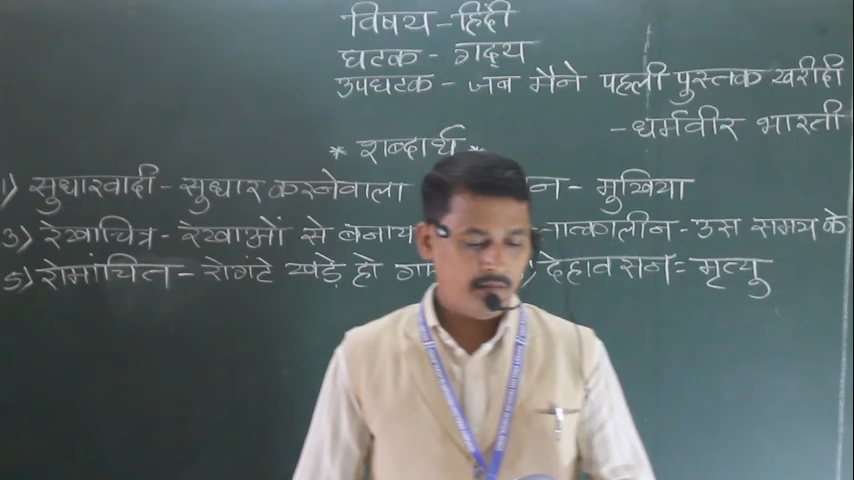 विषय - हिंदी
घटक - गद्य
उपघटक - जब मैने पहली पुस्तक खरीदी
- धर्मवीर भारती
* शब्दार्थ *
1) सुधारवादी - सुधार करनेवाला - मुखिया
3) रेखाचित्र - रेखाओं से बनाय - उस समय के
5) रोमांचित - रोंगटे खड़े हो ) देहावसन = मृत्यु